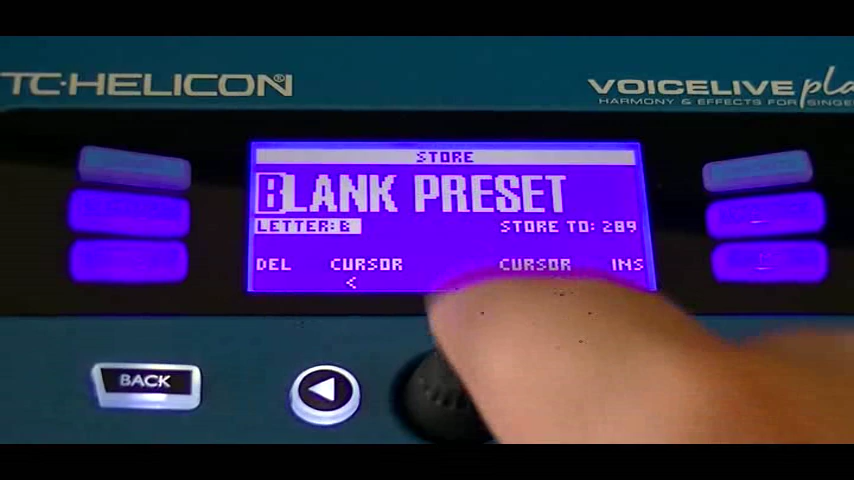 TC·HELICON®
VOICELIVE pla
HARMONY & EFFECTS FOR SINGE
STORE
BLANK PRESET
LETTER:B
STORE TO: 289
DEL CURSOR CURSOR INS
<
BACK